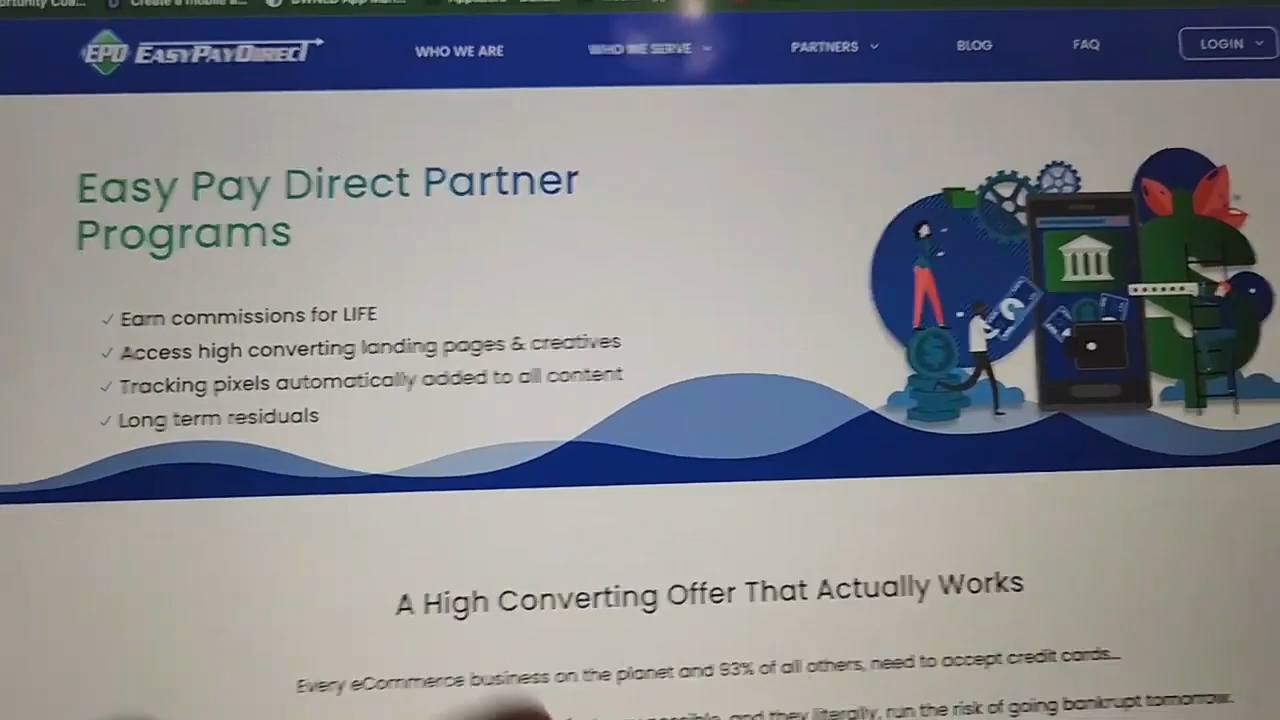 EPD EASYPAYDIRECT
WHO WE ARE
WHO WE SERVE
PARTNERS
BLOG
FAQ
LOGIN
Easy Pay Direct Partner
Programs
✓ Earn commissions for LIFE
✓ Access high converting landing pages & creatives
✓ Tracking pixels automatically added to all content
✓ Long term residuals
A High Converting Offer That Actually Works
Every eCommerce business on the planet and 93% of all others, need to accept credit cards...
and they literally, run the risk of going bankrupt tomorrow.